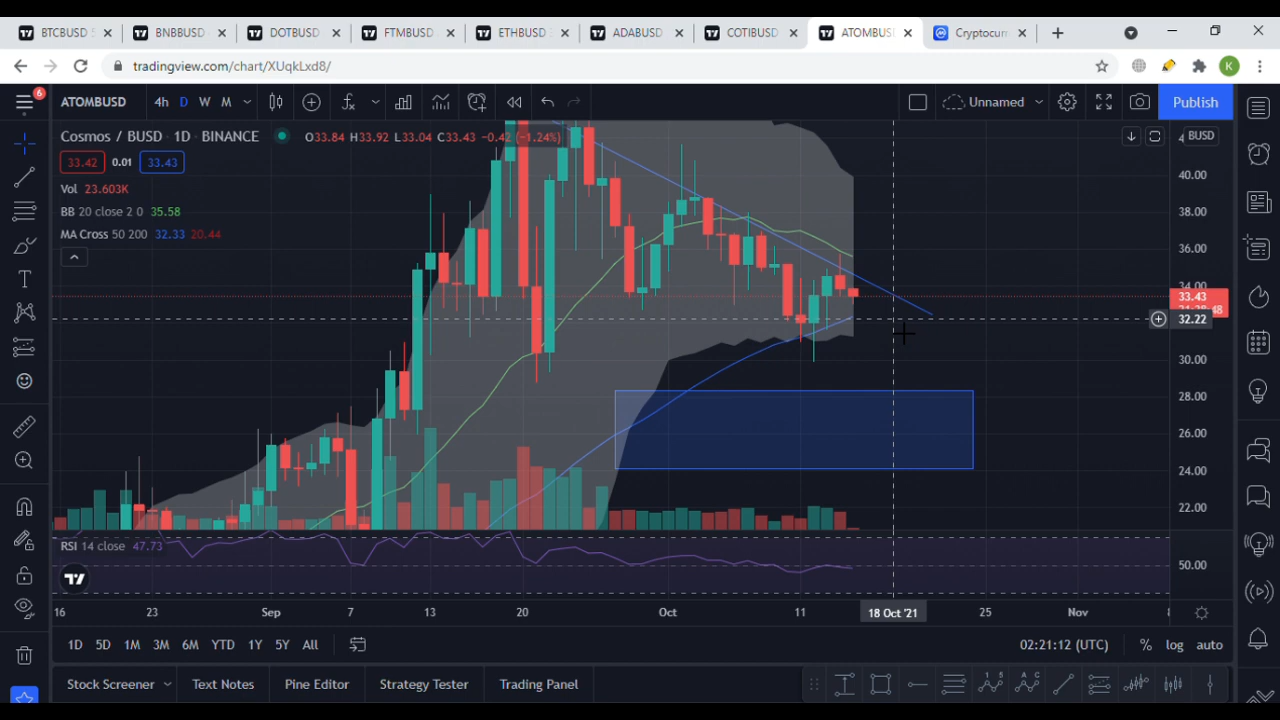 BTCBUSD 5
BNBBUSD
DOTBUSD
FTMBUSD
ETHBUSD
ADABUSD
COTIBUSD
ATOMBUS
Cryptocurr
tradingview.com/chart/XUqkLxd8/
K
6
ATOMBUSD
4h D W M
Unnamed
Publish
Cosmos / BUSD · 1D · BINANCE
O33.84 H33.92 L33.04 C33.43 −0.42 (−1.24%)
BUSD
33.42 0.01 33.43
Vol 23.603K
BB 20 close 2 0 35.58
MA Cross 50 200 32.33 20.44
40.00
38.00
36.00
34.00
33.43
32.22
30.00
28.00
26.00
24.00
22.00
RSI 14 close 47.73
50.00
16 23 Sep 7 13 20 Oct 11 18 Oct '21 25 Nov
1D 5D 1M 3M 6M YTD 1Y 5Y All
02:21:12 (UTC) % log auto
Stock Screener Text Notes Pine Editor Strategy Tester Trading Panel